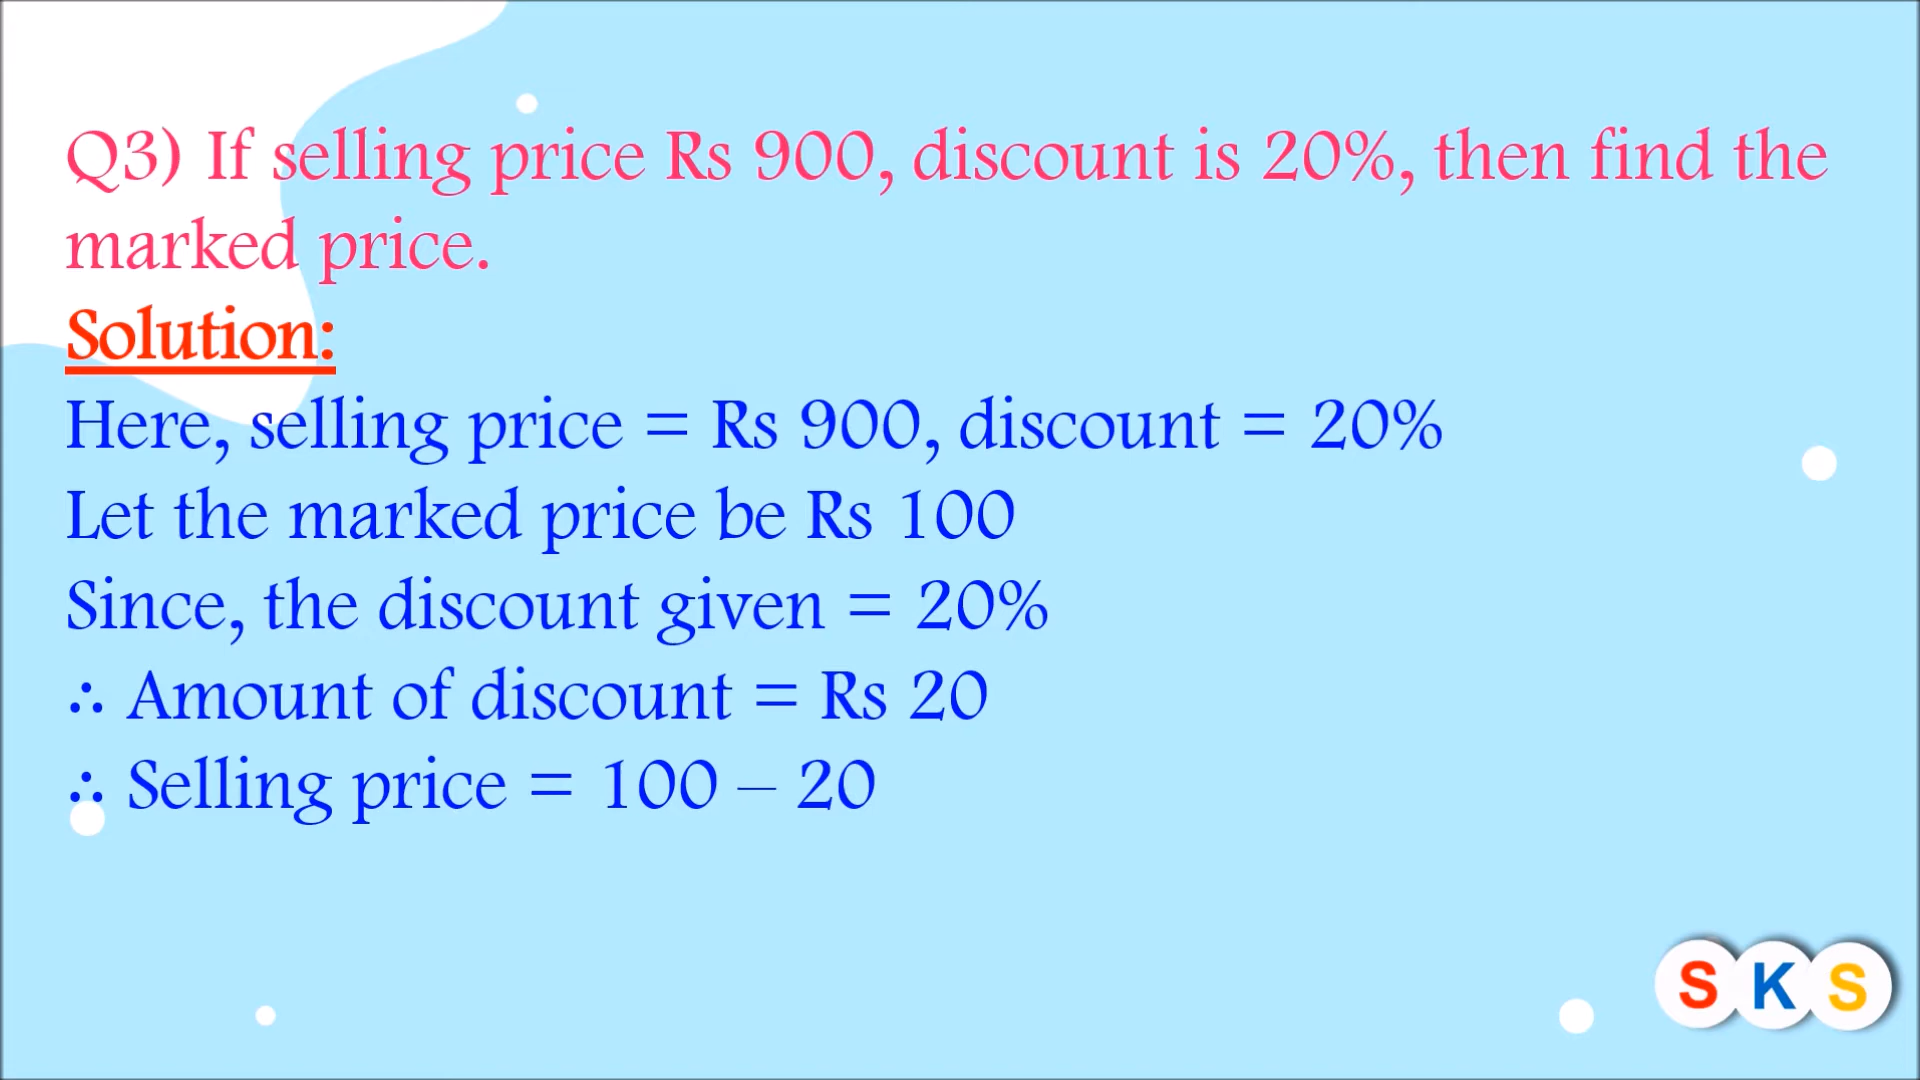 Q3) If selling price Rs 900, discount is 20%, then find the
marked price.
Solution:
Here, selling price = Rs 900, discount = 20%
Let the marked price be Rs 100
Since, the discount given = 20%
∴ Amount of discount = Rs 20
∴ Selling price = 100 – 20
SKS